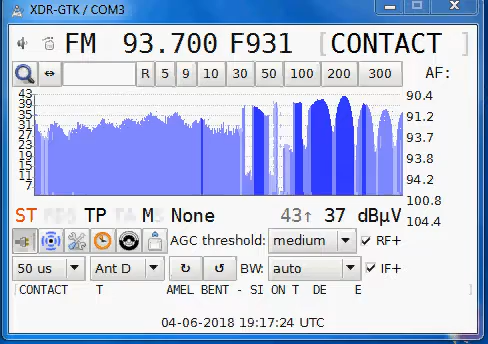 XDR-GTK / COM3
FM 93.700 F931 [CONTACT ]
R 5 9 10 30 50 100 200 300 AF:
43
39
35
31
27
23
19
15
11
7
90.4
91.2
93.7
93.8
94.2
100.8
104.4
ST RDS TP TA MS None 43↑ 37 dBµV
AGC threshold: medium RF+
50 us Ant D BW: auto IF+
[CONTACT T AMEL BENT - SI ON T DE E ]
04-06-2018 19:17:24 UTC